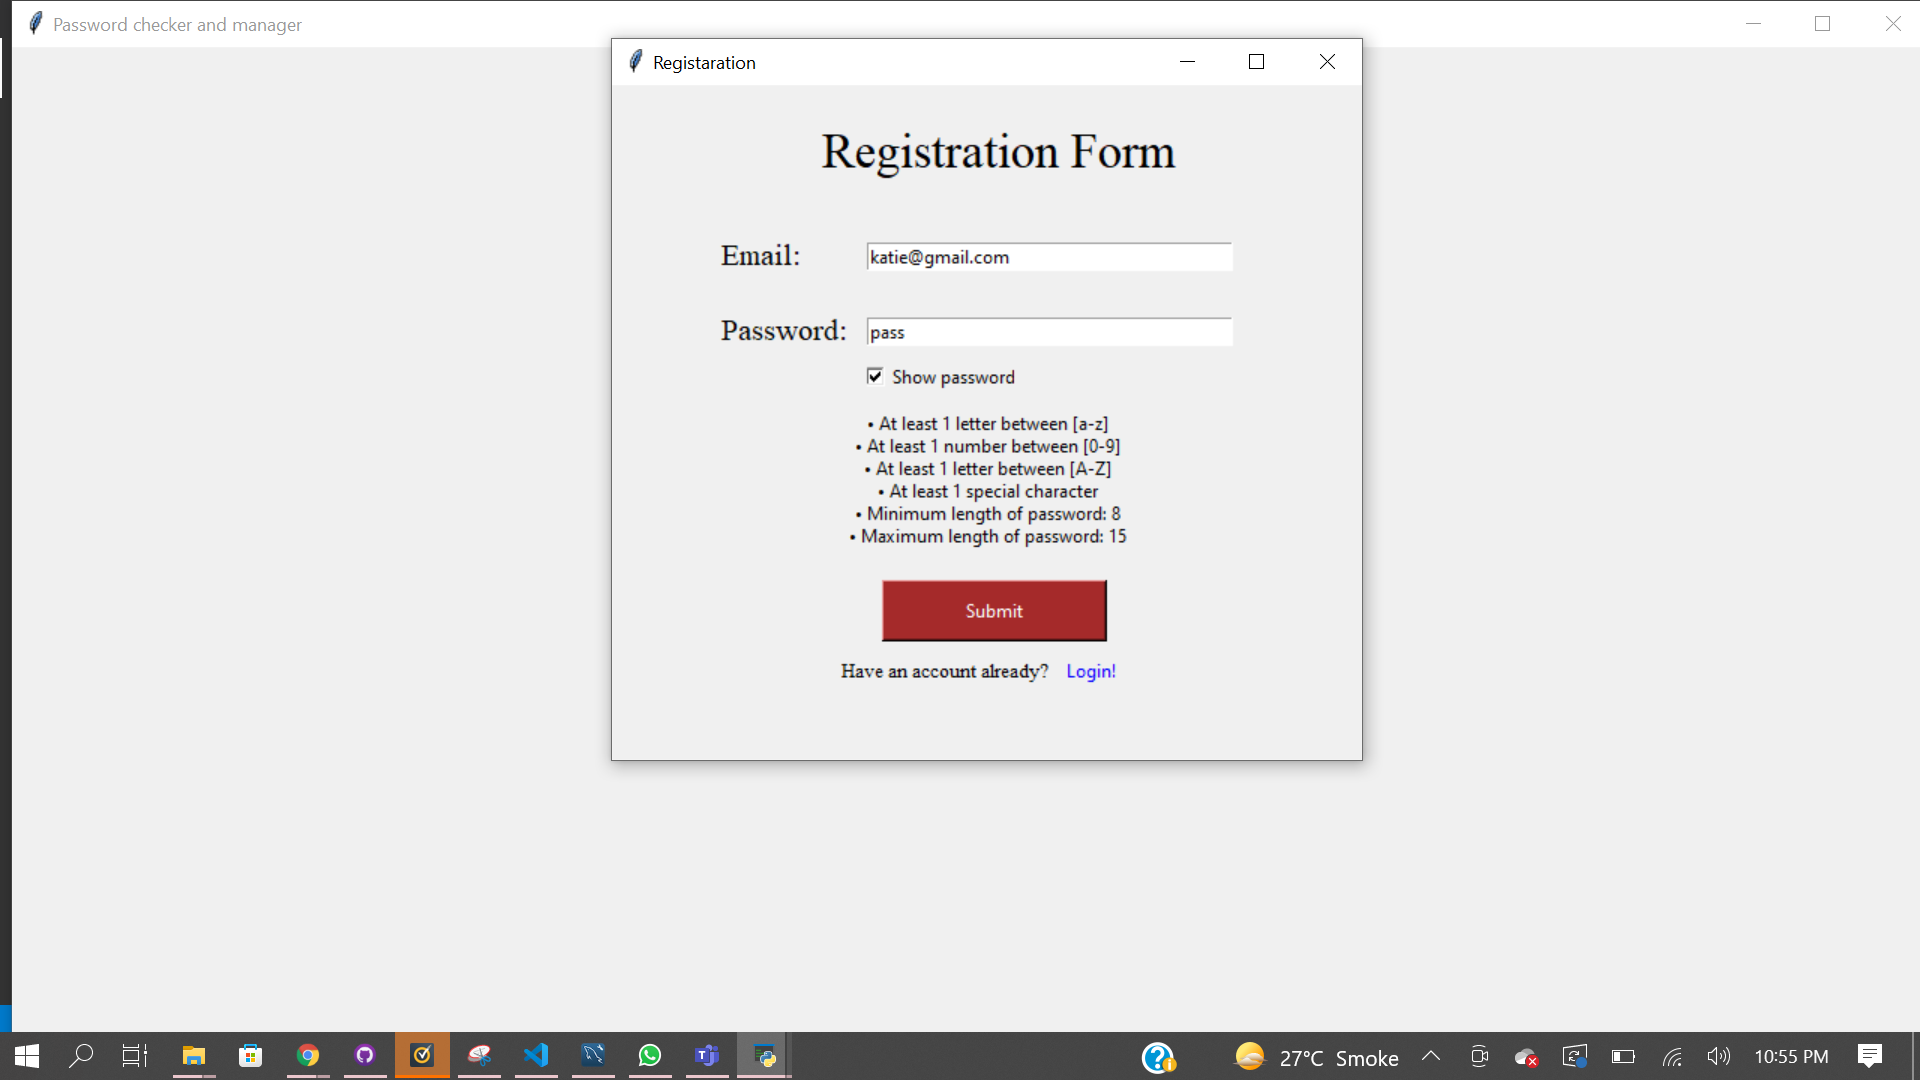 Password checker and manager
Registaration
Registration Form
Email: katie@gmail.com
Password: pass
Show password
• At least 1 letter between [a-z]
• At least 1 number between [0-9]
• At least 1 letter between [A-Z]
• At least 1 special character
• Minimum length of password: 8
• Maximum length of password: 15
Submit
Have an account already? Login!
27°C Smoke 10:55 PM